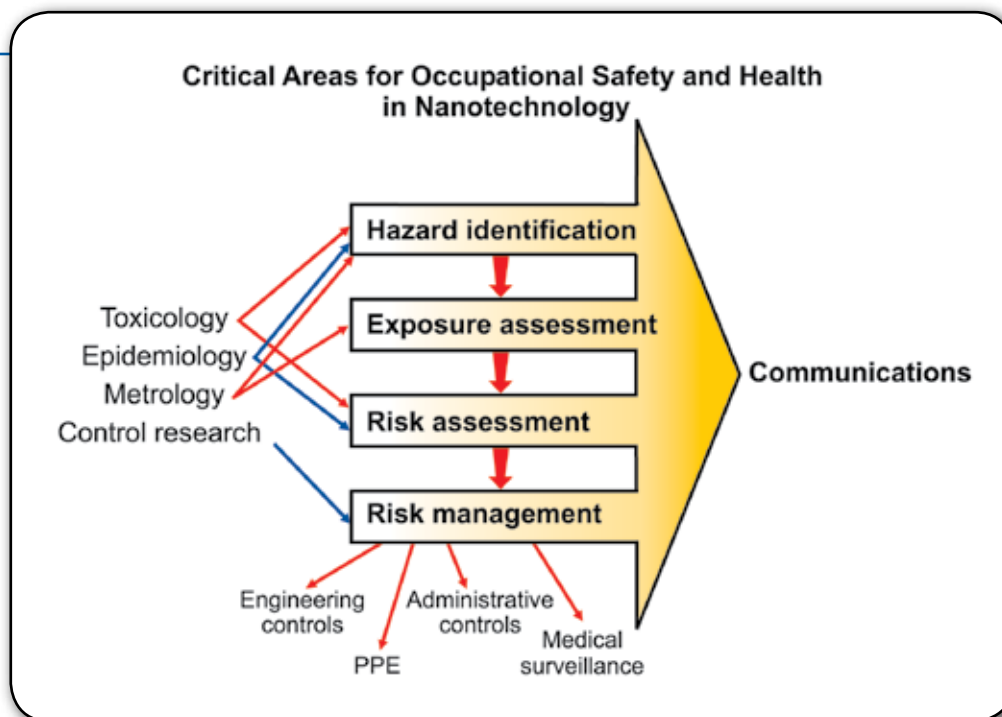 Critical Areas for Occupational Safety and Health
in Nanotechnology
Hazard identification
Exposure assessment
Risk assessment
Risk management
Toxicology
Epidemiology
Metrology
Control research
Communications
Engineering
controls
PPE
Administrative
controls
Medical
surveillance